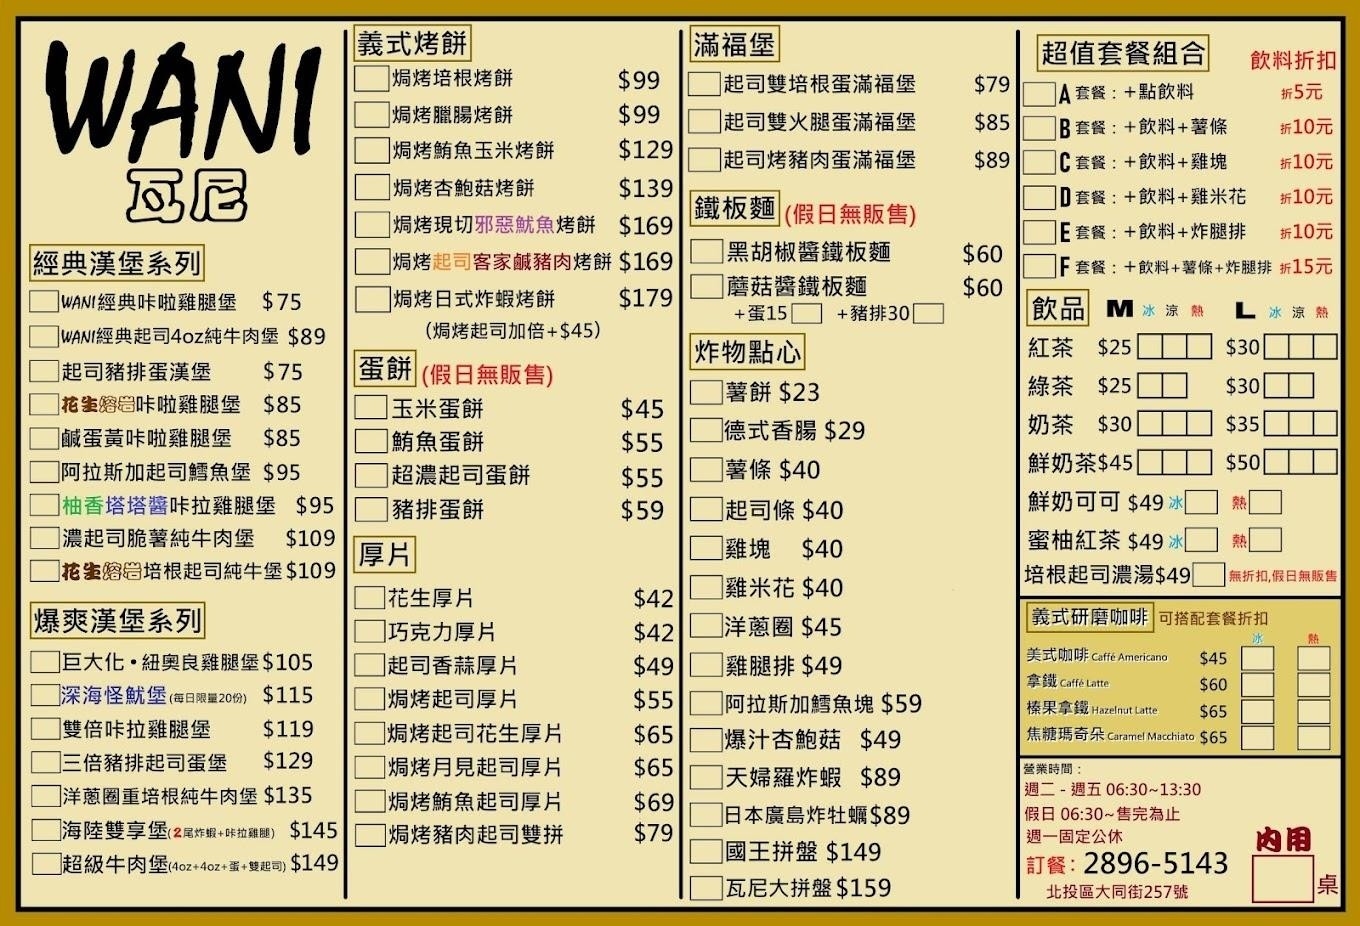 WANI
瓦尼
經典漢堡系列
WANI經典咔啦雞腿堡 $75
WANI經典起司4oz純牛肉堡 $89
起司豬排蛋漢堡 $75
花生熔岩咔啦雞腿堡 $85
鹹蛋黃咔啦雞腿堡 $85
阿拉斯加起司鱈魚堡 $95
柚香塔塔醬咔拉雞腿堡 $95
濃起司脆薯純牛肉堡 $109
花生熔岩培根起司純牛堡 $109
爆爽漢堡系列
巨大化•紐奧良雞腿堡 $105
深海怪魷堡(每日限量20份) $115
雙倍咔拉雞腿堡 $119
三倍豬排起司蛋堡 $129
洋蔥圈重培根純牛肉堡 $135
海陸雙享堡(2尾炸蝦+咔拉雞腿) $145
超級牛肉堡(4oz+4oz+蛋+雙起司) $149
義式烤餅
焗烤培根烤餅 $99
焗烤臘腸烤餅 $99
焗烤鮪魚玉米烤餅 $129
焗烤杏鮑菇烤餅 $139
焗烤現切邪惡魷魚烤餅 $169
焗烤起司客家鹹豬肉烤餅 $169
焗烤日式炸蝦烤餅 $179
(焗烤起司加倍+$45)
蛋餅 (假日無販售)
玉米蛋餅 $45
鮪魚蛋餅 $55
超濃起司蛋餅 $55
豬排蛋餅 $59
厚片
花生厚片 $42
巧克力厚片 $42
起司香蒜厚片 $49
焗烤起司厚片 $55
焗烤起司花生厚片 $65
焗烤月見起司厚片 $65
焗烤鮪魚起司厚片 $69
焗烤豬肉起司雙拼 $79
滿福堡
起司雙培根蛋滿福堡 $79
起司雙火腿蛋滿福堡 $85
起司烤豬肉蛋滿福堡 $89
鐵板麵 (假日無販售)
黑胡椒醬鐵板麵 $60
蘑菇醬鐵板麵 $60
+蛋15 +豬排30
炸物點心
薯餅 $23
德式香腸 $29
薯條 $40
起司條 $40
雞塊 $40
雞米花 $40
洋蔥圈 $45
雞腿排 $49
阿拉斯加鱈魚塊 $59
爆汁杏鮑菇 $49
天婦羅炸蝦 $89
日本廣島炸牡蠣 $89
國王拼盤 $149
瓦尼大拼盤 $159
超值套餐組合 飲料折扣
A 套餐：+點飲料 折5元
B 套餐：+飲料+薯條 折10元
C 套餐：+飲料+雞塊 折10元
D 套餐：+飲料+雞米花 折10元
E 套餐：+飲料+炸腿排 折10元
F 套餐：+飲料+薯條+炸腿排 折15元
飲品 M 冰 涼 熱 L 冰 涼 熱
紅茶 $25 $30
綠茶 $25 $30
奶茶 $30 $35
鮮奶茶 $45 $50
鮮奶可可 $49 冰 熱
蜜柚紅茶 $49 冰 熱
培根起司濃湯 $49 無折扣,假日無販售
義式研磨咖啡 可搭配套餐折扣
冰 熱
美式咖啡 Caffé Americano $45
拿鐵 Caffé Latte $60
榛果拿鐵 Hazelnut Latte $65
焦糖瑪奇朵 Caramel Macchiato $65
營業時間：
週二 - 週五 06:30~13:30
假日 06:30~售完為止
週一固定公休
訂餐：2896-5143
北投區大同街257號
內用
桌